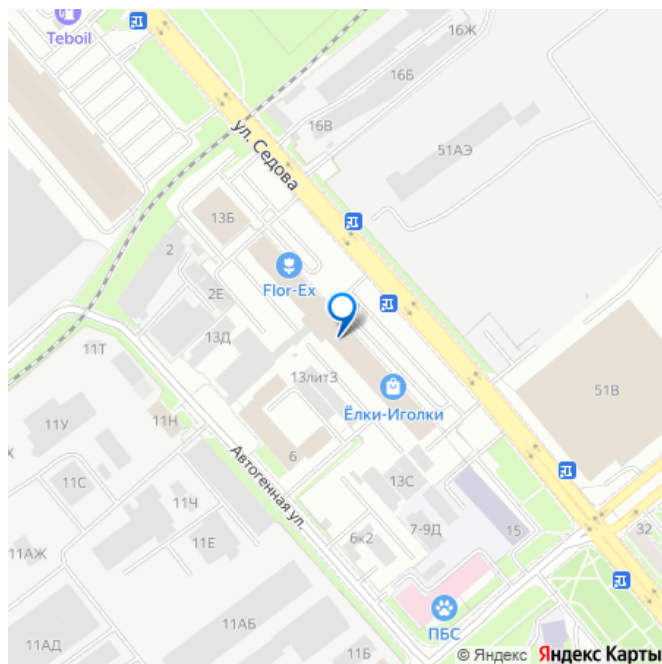 Teboil
16Ж
16Б
16В
51АЭ
ул. Седова
13Б
2
Flor-Ex
2Е
13Д
11Т
13лит3
51В
Ёлки-Иголки
11У
11Н
6
Автогенная ул.
13С
11С
11Ч
7-9Д
15
32
6к2
11Е
11АЖ
ПБС
11АБ
11АД
11Б
© Яндекс Яндекс Карты